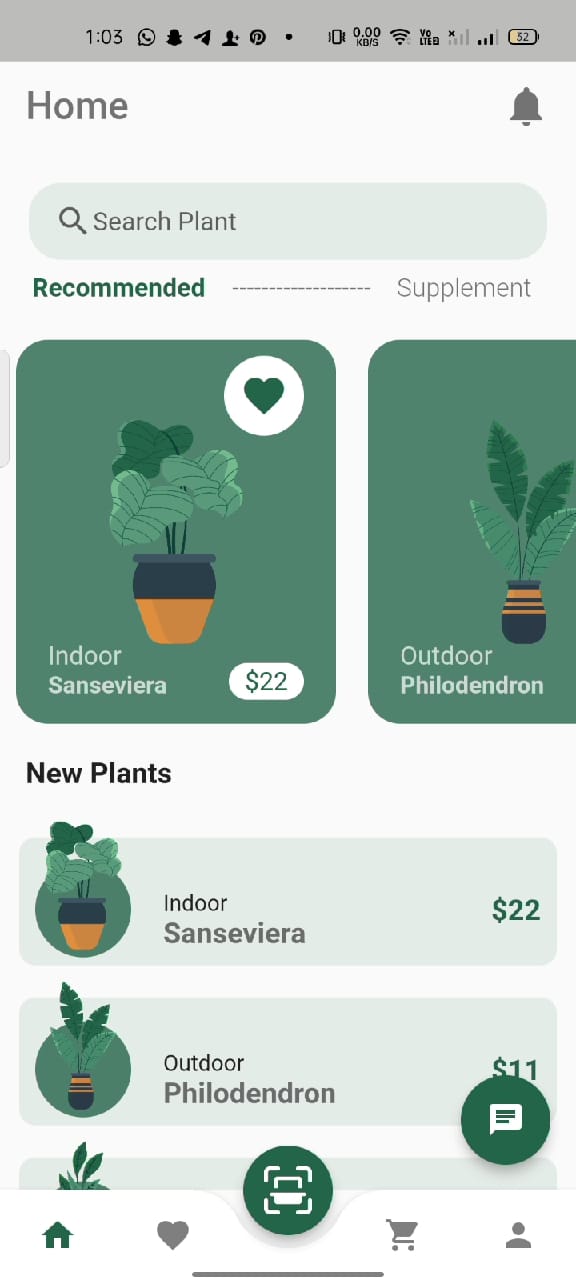 1:03
0.00 KB/S
VO LTE 2
52
Home
Search Plant
Recommended
Supplement
Indoor
Sanseviera
$22
Outdoor
Philodendron
New Plants
Indoor
Sanseviera
$22
Outdoor
Philodendron
$11